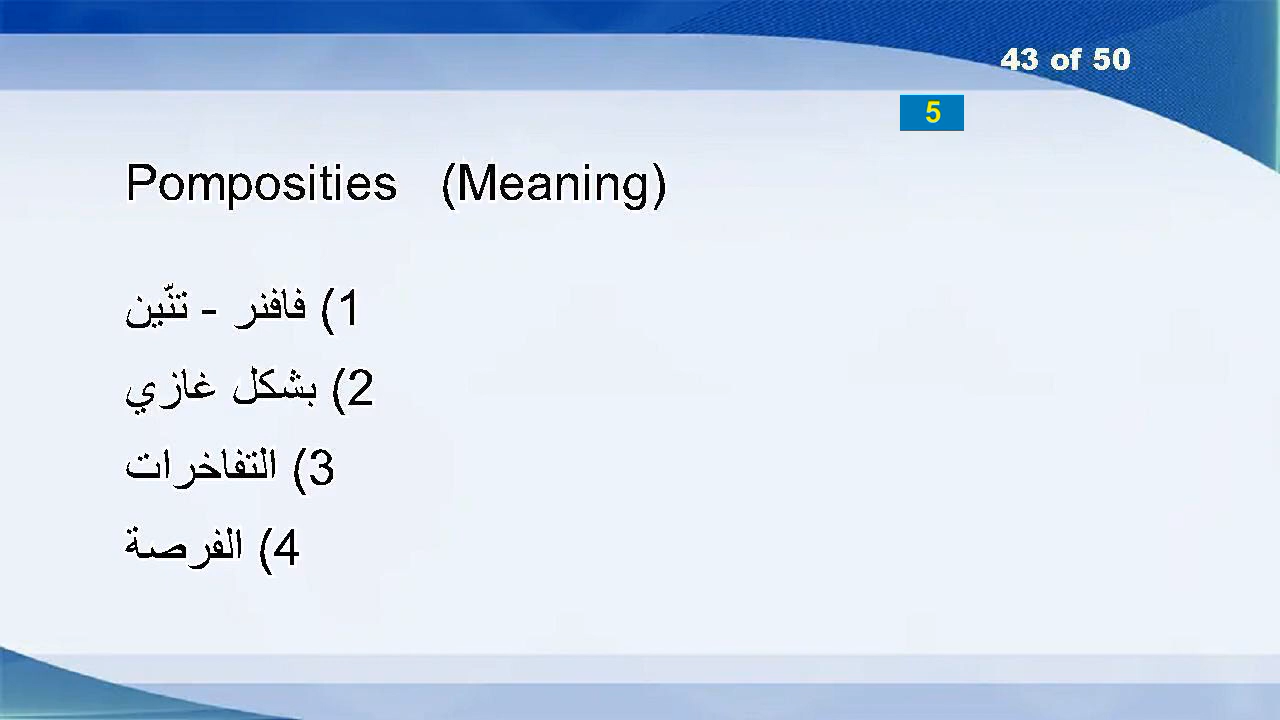 43 of 50
5
Pomposities (Meaning)
1) فافنر - تنّين
2) بشكل غازي
3) التفاخرات
4) الفرصة